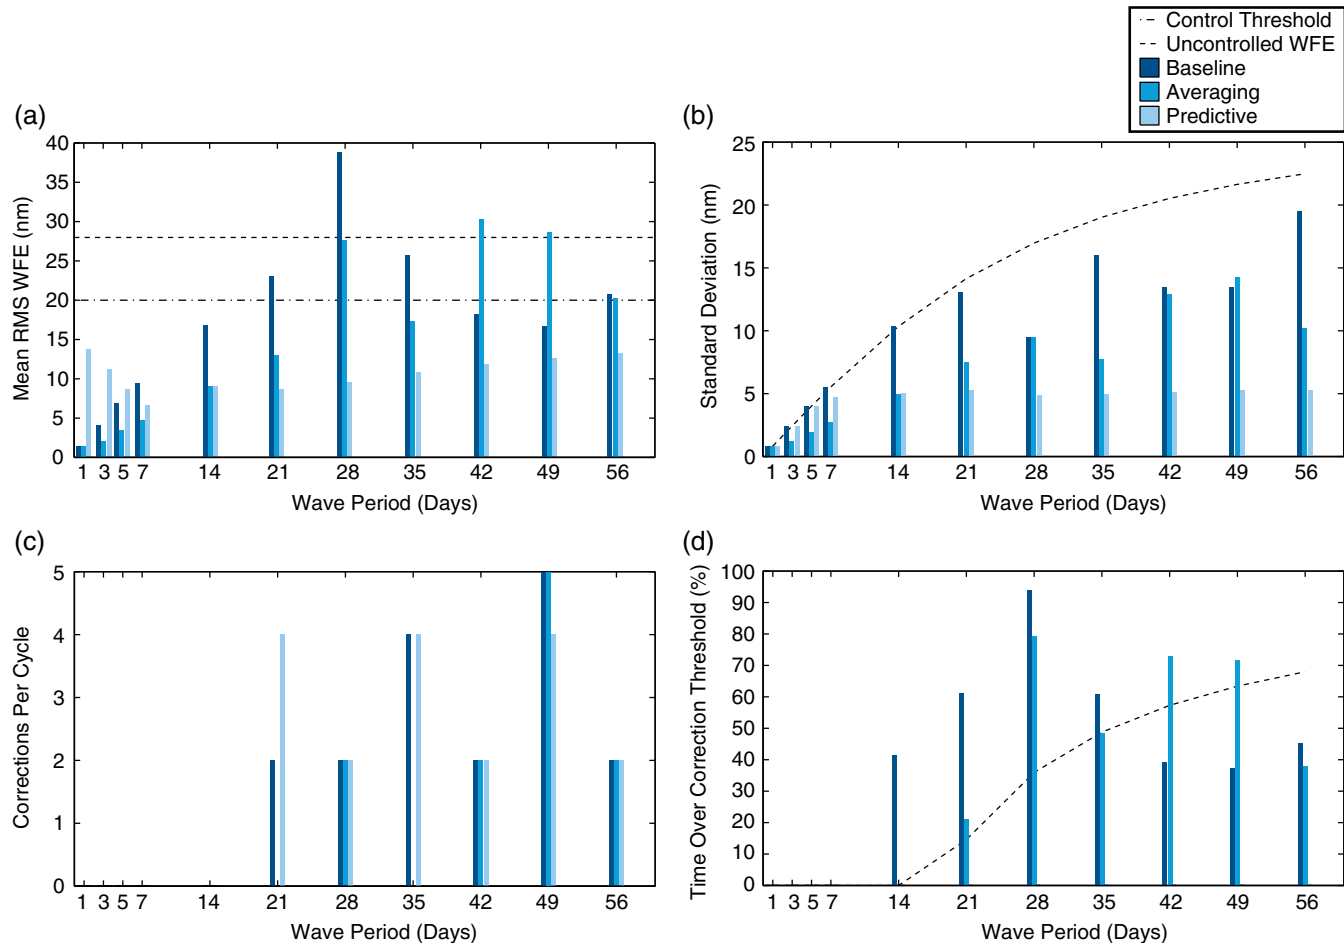 Control Threshold
Uncontrolled WFE
Baseline
Averaging
Predictive
(a)
40
35
30
25
20
15
10
5
0
Mean RMS WFE (nm)
1 3 5 7 14 21 28 35 42 49 56
Wave Period (Days)
(b)
25
20
15
10
5
0
Standard Deviation (nm)
1 3 5 7 14 21 28 35 42 49 56
Wave Period (Days)
(c)
5
4
3
2
1
0
Corrections Per Cycle
1 3 5 7 14 21 28 35 42 49 56
Wave Period (Days)
(d)
100
90
80
70
60
50
40
30
20
10
0
Time Over Correction Threshold (%)
1 3 5 7 14 21 28 35 42 49 56
Wave Period (Days)